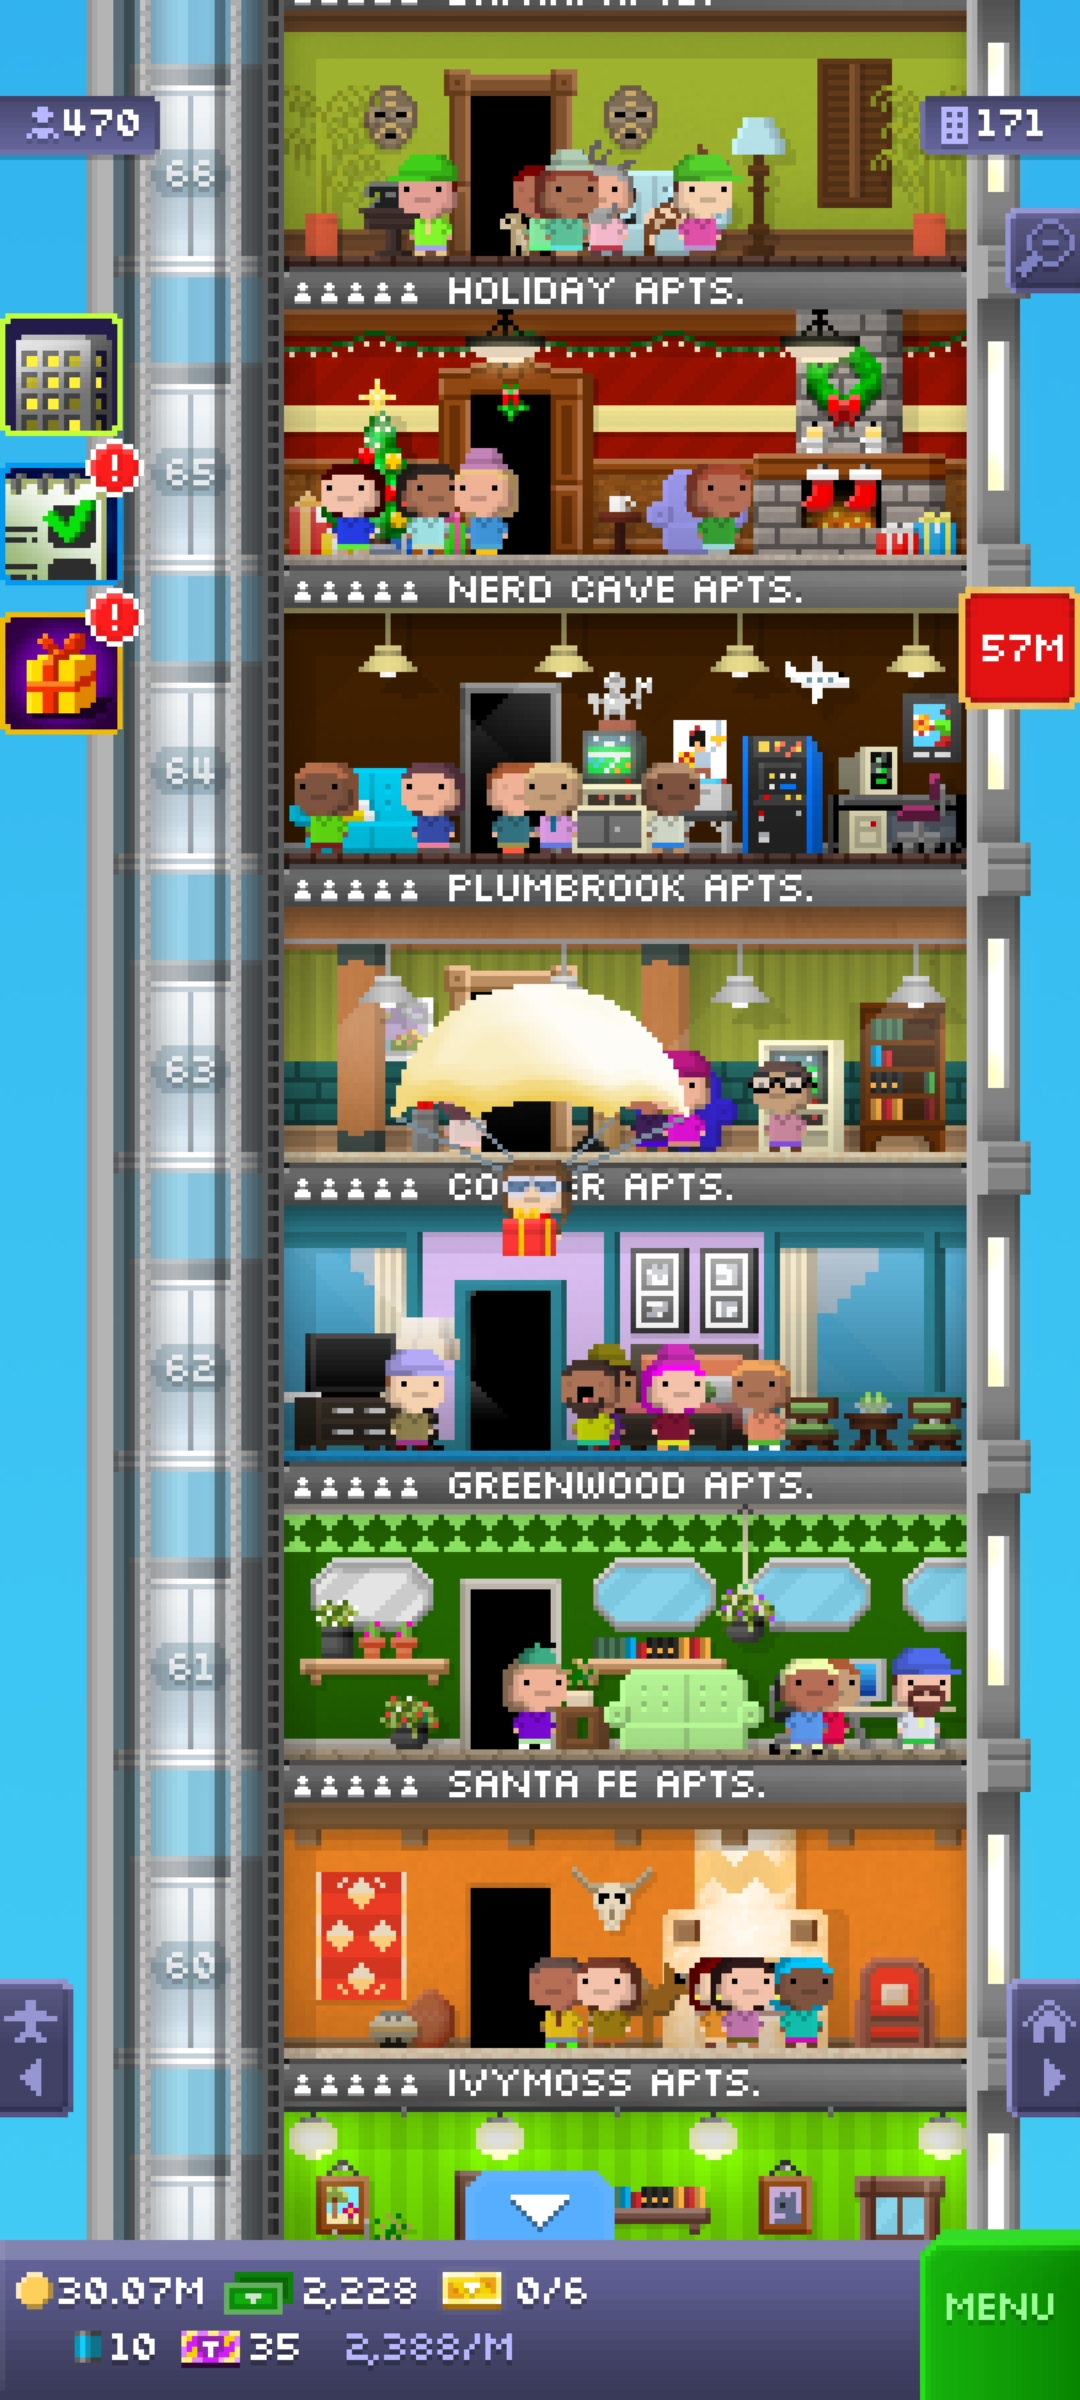 470
171
66
HOLIDAY APTS.
65
NERD CAVE APTS.
57M
64
PLUMBROOK APTS.
63
CO
ER APTS.
62
GREENWOOD APTS.
61
SANTA FE APTS.
60
IVYMOSS APTS.
30.07M 2,228 0/6
MENU
10 35 2,388/M